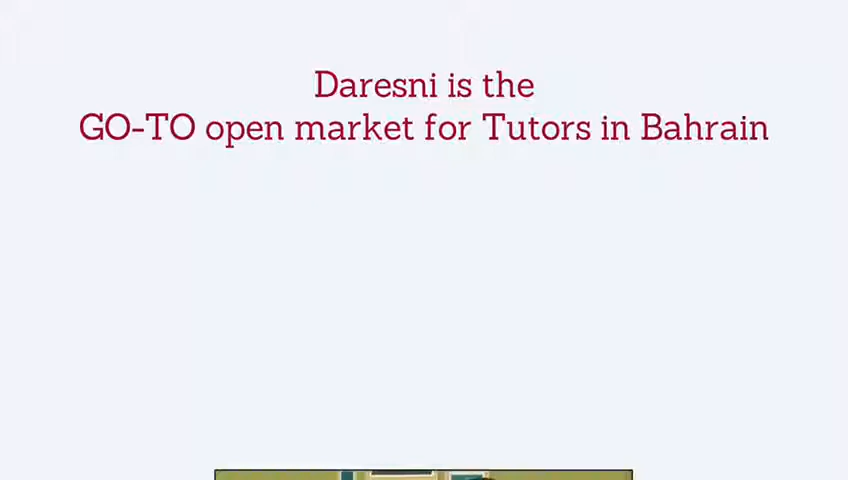 Daresni is the
GO-TO open market for Tutors in Bahrain